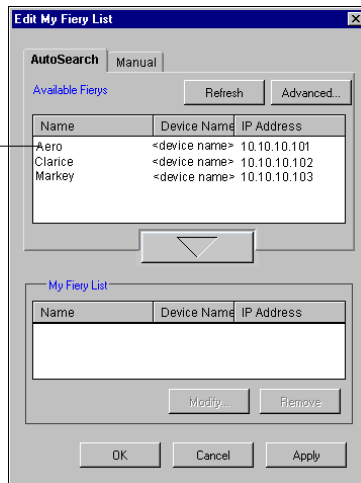 Edit My Fiery List
AutoSearch Manual
Available Fierys Refresh Advanced...
Name Device Name IP Address
Aero <device name> 10.10.10.101
Clarice <device name> 10.10.10.102
Markey <device name> 10.10.10.103
My Fiery List
Name Device Name IP Address
Modify... Remove
OK Cancel Apply